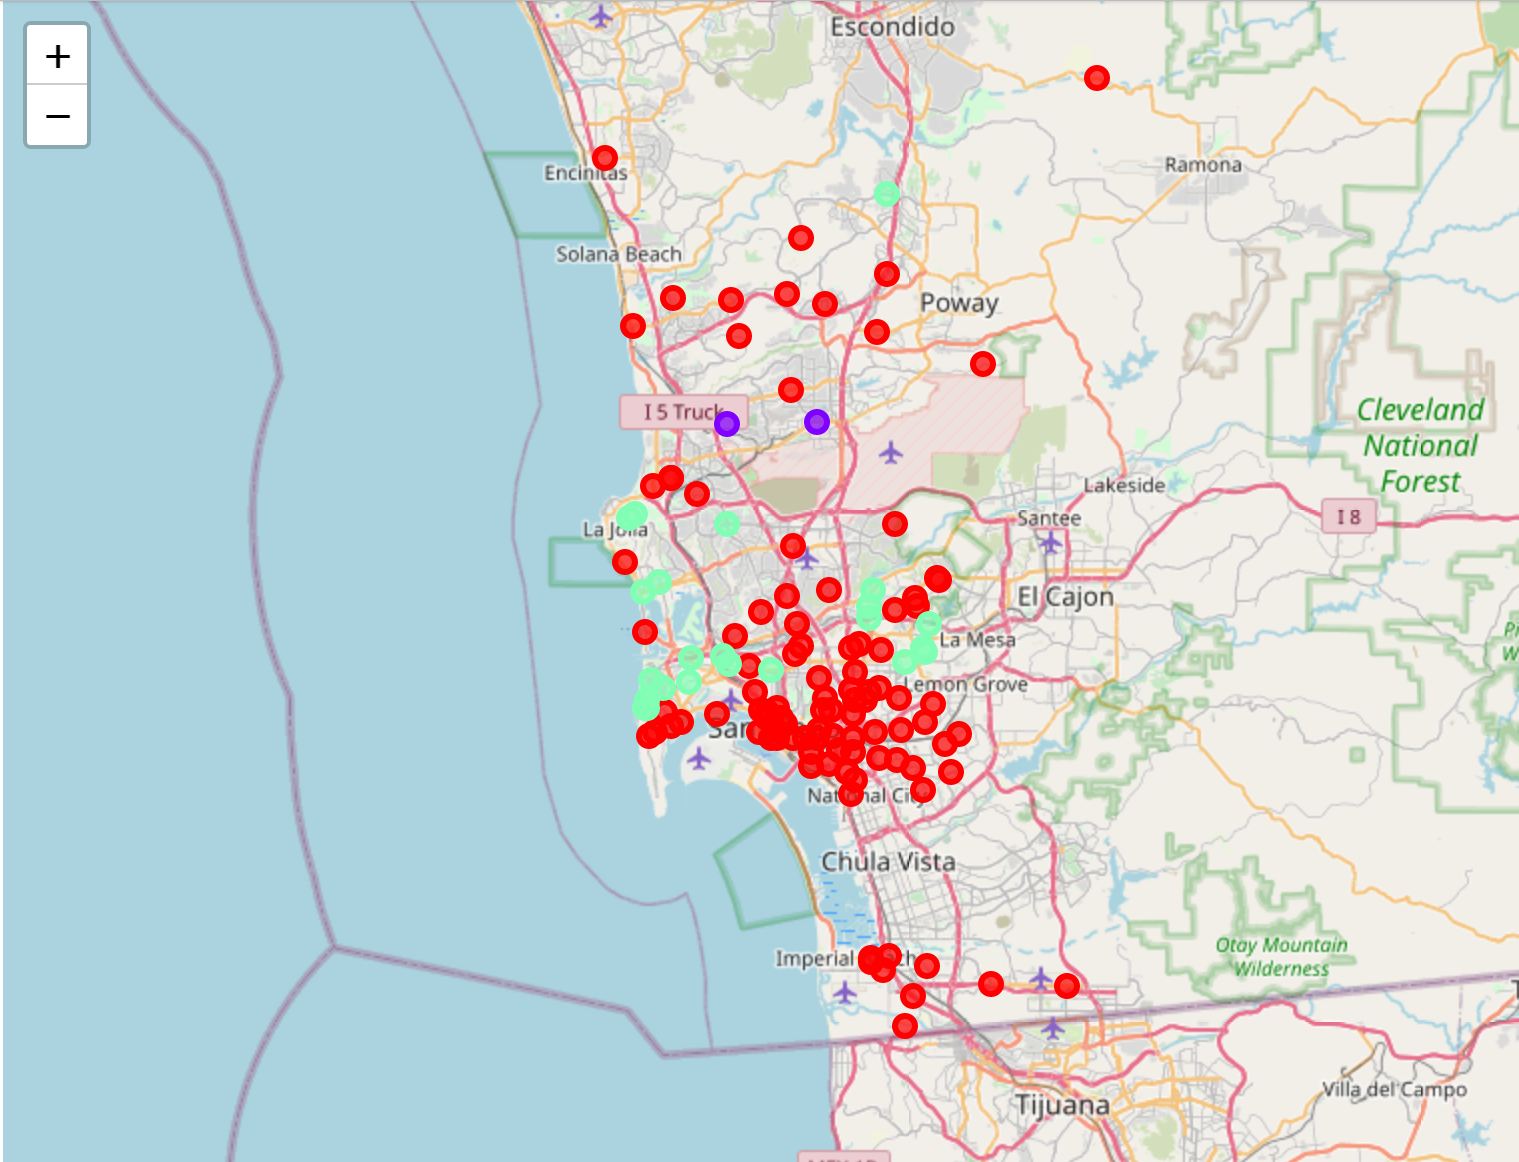 +
−
Escondido
Ramona
Encinitas
Solana Beach
Poway
I 5 Truck
Cleveland
National
Forest
Lakeside
I 8
Santee
La Jolla
El Cajon
La Mesa
Lemon Grove
San
National City
Chula Vista
Otay Mountain
Wilderness
Imperial
Villa del Campo
Tijuana